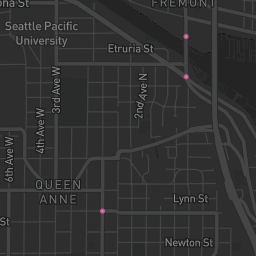 FREMONT
Seattle Pacific
University
Etruria St
3rd Ave W
2nd Ave N
4th Ave W
6th Ave W
QUEEN
ANNE
Lynn St
St
Newton St